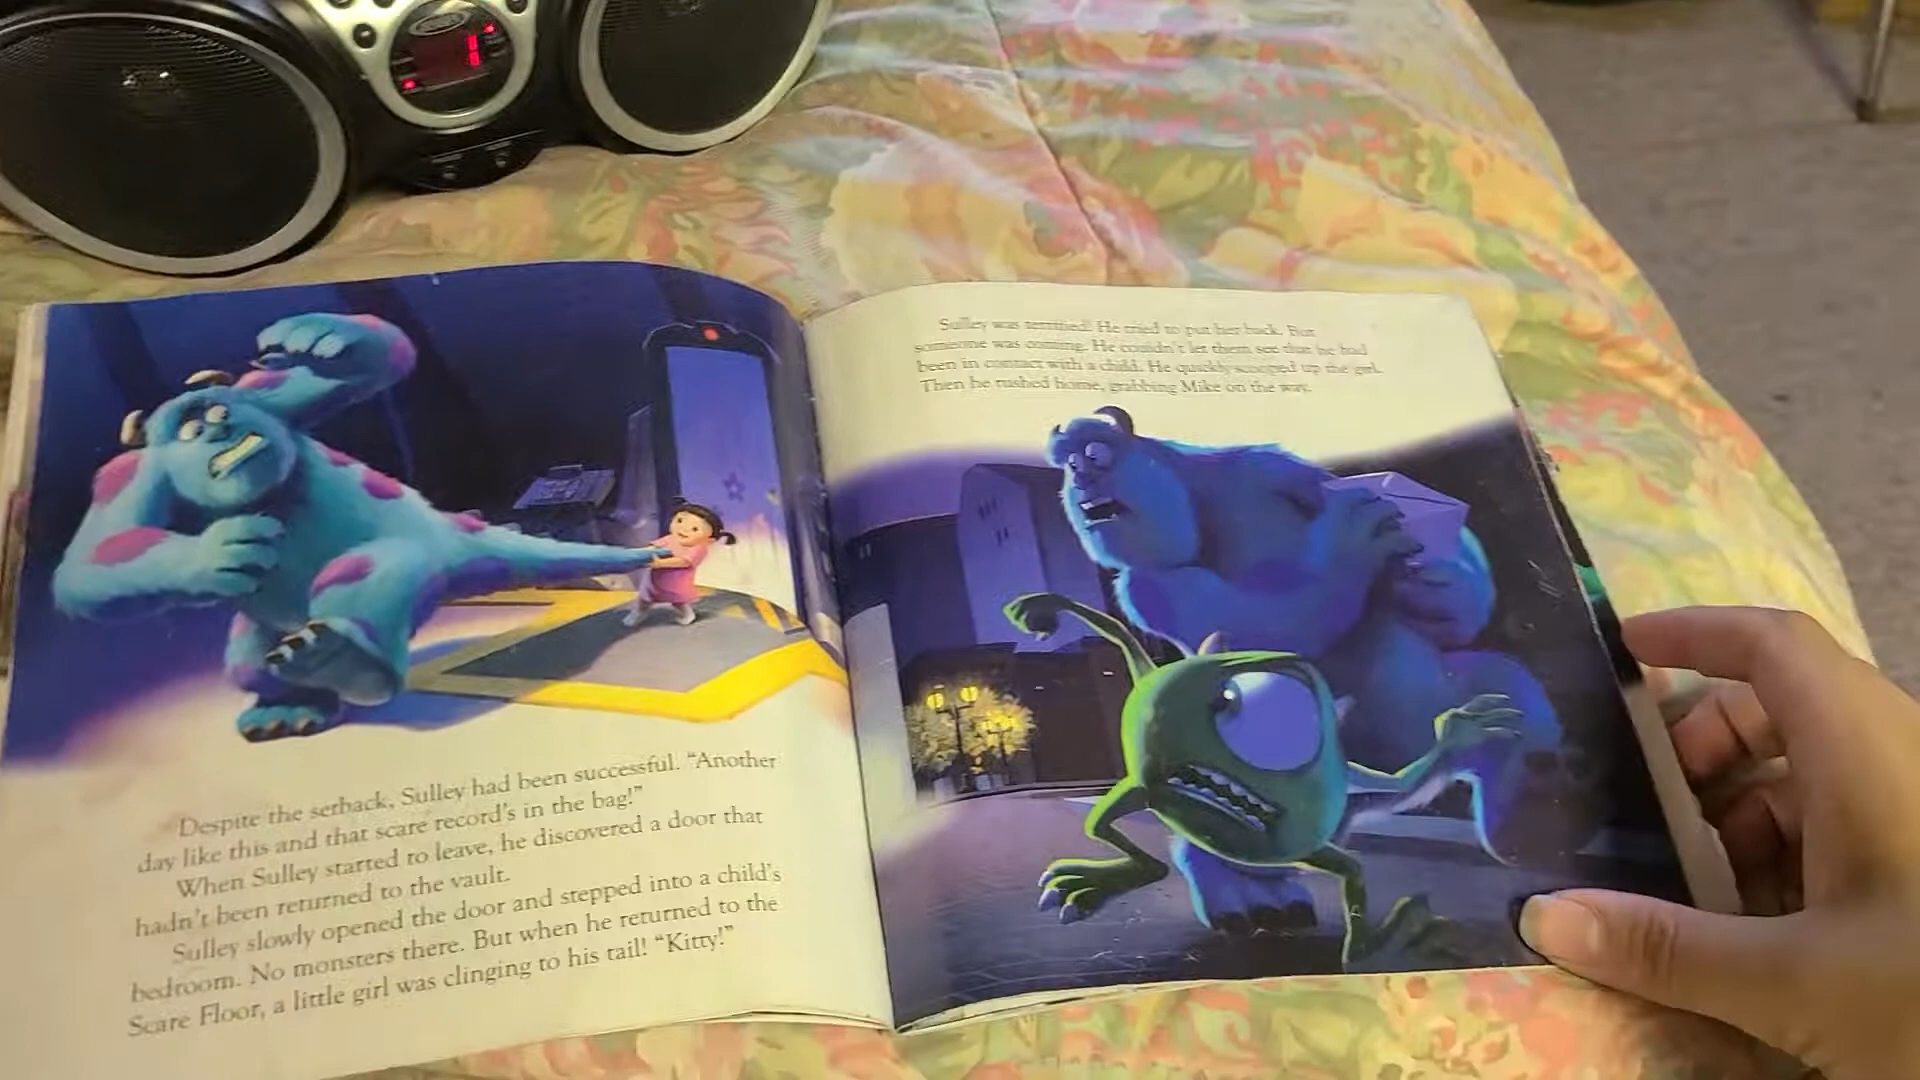 Despite the setback, Sulley had been successful. “Another
day like this and that scare record’s in the bag!”
When Sulley started to leave, he discovered a door that
hadn’t been returned to the vault.
Sulley slowly opened the door and stepped into a child’s
bedroom. No monsters there. But when he returned to the
Scare Floor, a little girl was clinging to his tail! “Kitty!”
Sulley was terrified! He tried to put her back. But
someone was coming. He couldn’t let them see that he had
been in contact with a child. He quickly scooped up the girl.
Then he rushed home, grabbing Mike on the way.
1